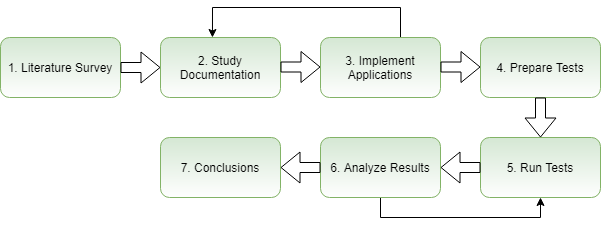 1. Literature Survey
2. Study
Documentation
3. Implement
Applications
4. Prepare Tests
7. Conclusions
6. Analyze Results
5. Run Tests